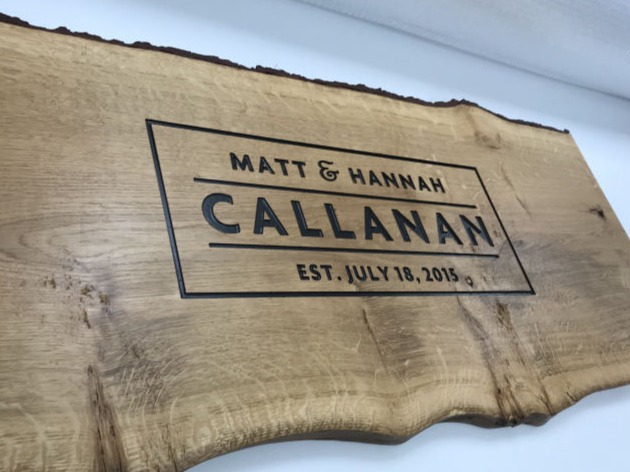 MATT & HANNAH
CALLANAN
EST. JULY 18, 2015